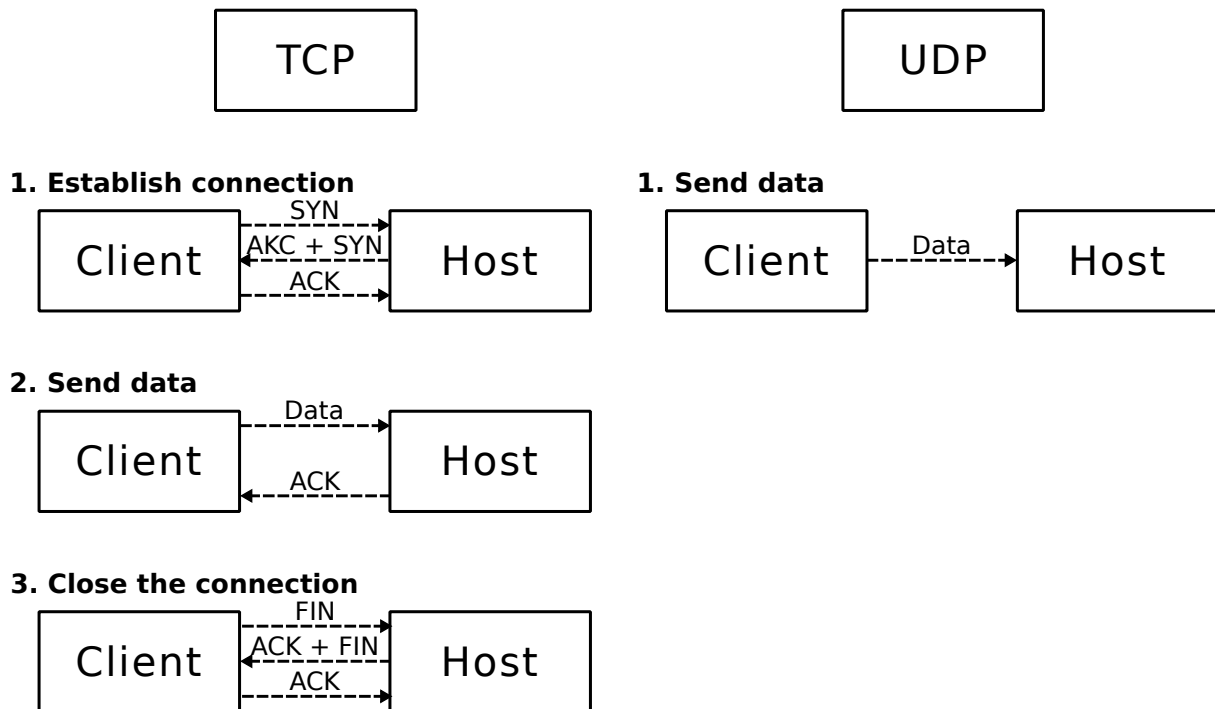 TCP
1. Establish connection
Client
SYN
AKC + SYN
ACK
Host
2. Send data
Client
Data
ACK
Host
3. Close the connection
Client
FIN
ACK + FIN
ACK
Host
UDP
1. Send data
Client
Data
Host